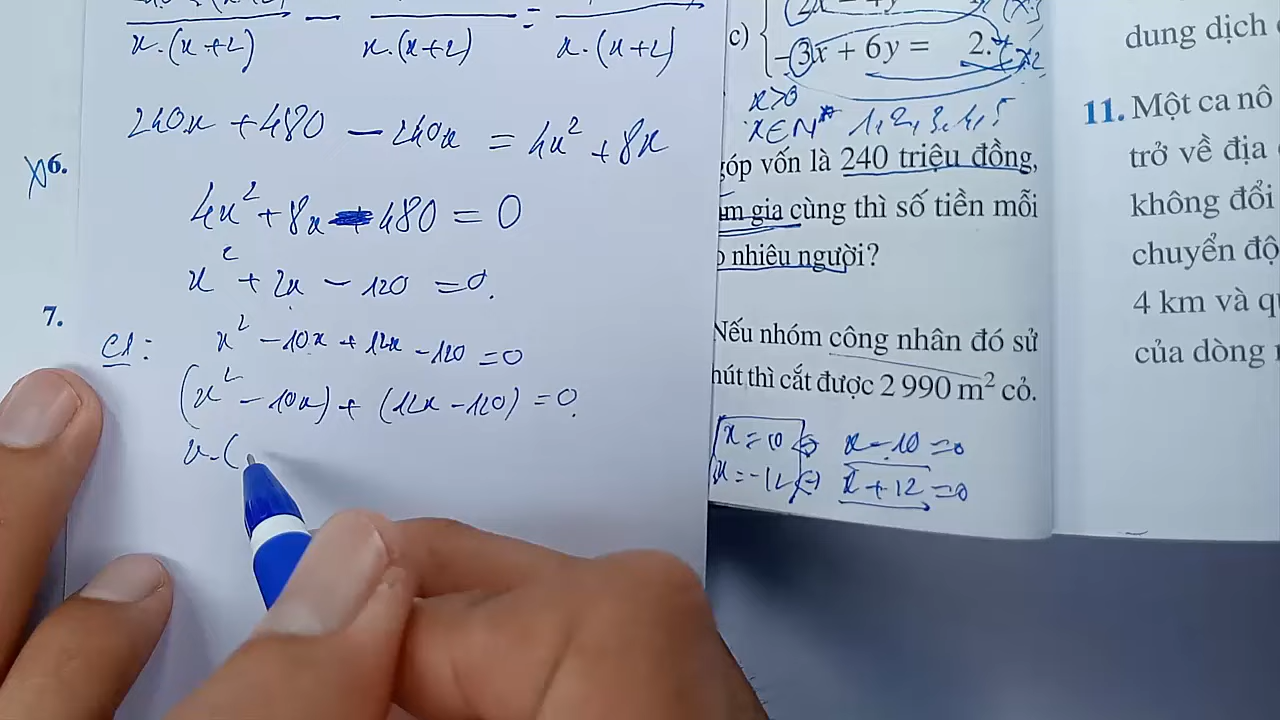 x.(x+2) − x.(x+2) = x.(x+2)
240x + 480 − 240x = 4x² + 8x
6.
4x² + 8x 480 = 0
x² + 2x − 120 = 0.
7.
C1: x² − 10x + 12x − 120 = 0
(x² − 10x) + (12x − 120) = 0
x.(
c)
−3x + 6y = 2.
x>0
x∈N* 1,2,3,4,5
góp vốn là 240 triệu đồng,
gia cùng thì số tiền mỗi
nhiêu người?
Nếu nhóm công nhân đó sử
thì cắt được 2 990 m² cỏ.
x = 10 ⇔ x − 10 = 0
x = −12 ⇔ x + 12 = 0
dung dịch
11. Một ca nô
trở về địa
không đổi
chuyển độ
4 km và
của dòng